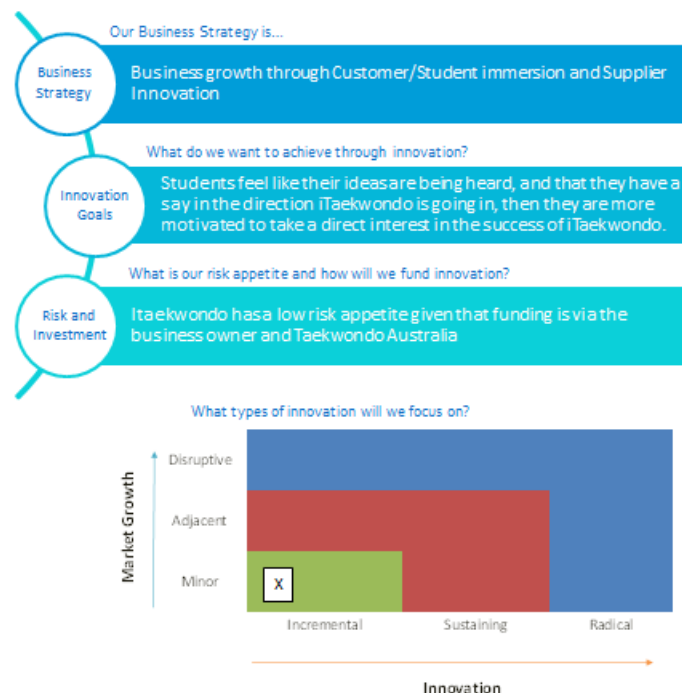 Our Business Strategy is...
Business
Strategy
Business growth through Customer/Student immersion and Supplier
Innovation
What do we want to achieve through innovation?
Innovation
Goals
Students feel like their ideas are being heard, and that they have a
say in the direction iTaekwondo is going in, then they are more
motivated to take a direct interest in the success of iTaekwondo.
What is our risk appetite and how will we fund innovation?
Risk and
Investment
Itaekwondo has a low risk appetite given that funding is via the
business owner and Taekwondo Australia
What types of innovation will we focus on?
Market Growth
Disruptive
Adjacent
Minor
X
Incremental
Sustaining
Radical
Innovation